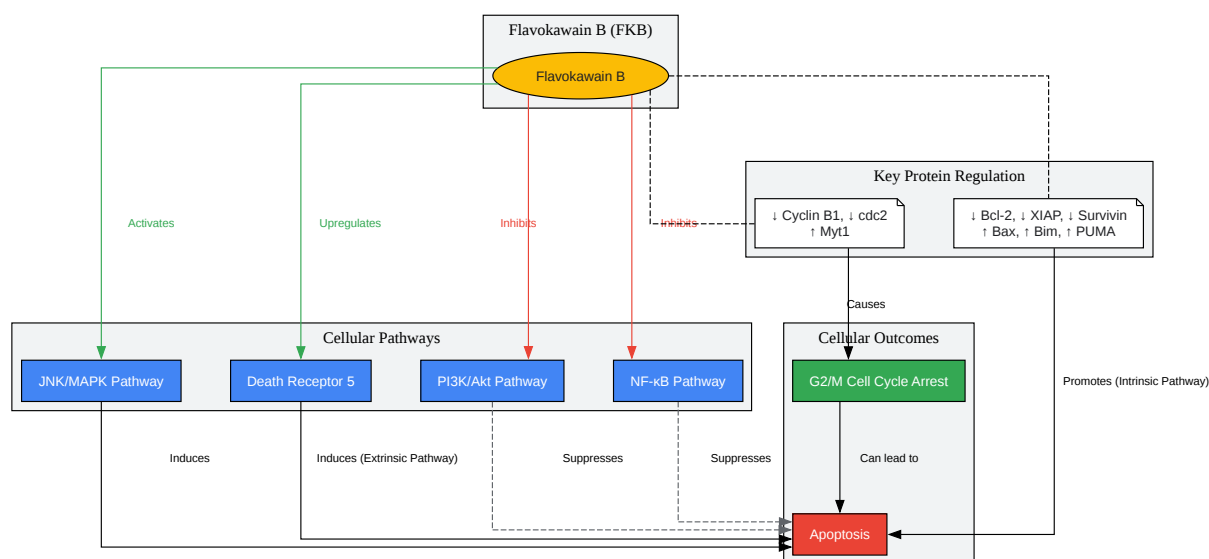 Flavokawain B (FKB)
Flavokawain B
Key Protein Regulation
↓ Cyclin B1, ↓ cdc2
↑ Myt1
↓ Bcl-2, ↓ XIAP, ↓ Survivin
↑ Bax, ↑ Bim, ↑ PUMA
Activates
Upregulates
Inhibits
Inhibits
Causes
Cellular Pathways
Cellular Outcomes
JNK/MAPK Pathway
Death Receptor 5
PI3K/Akt Pathway
NF-κB Pathway
G2/M Cell Cycle Arrest
Promotes (Intrinsic Pathway)
Induces
Induces (Extrinsic Pathway)
Suppresses
Suppresses
Can lead to
Apoptosis